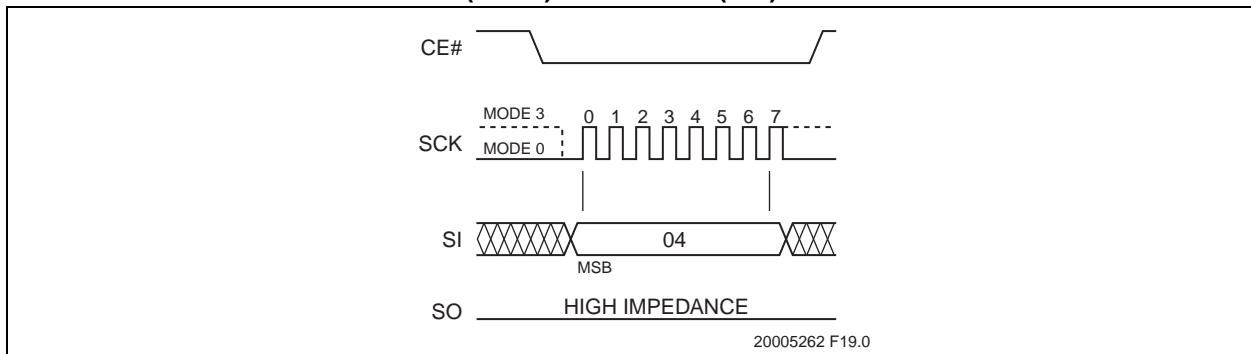 CE#
MODE 3
0 1 2 3 4 5 6 7
SCK
MODE 0
SI
04
MSB
SO
HIGH IMPEDANCE
20005262 F19.0